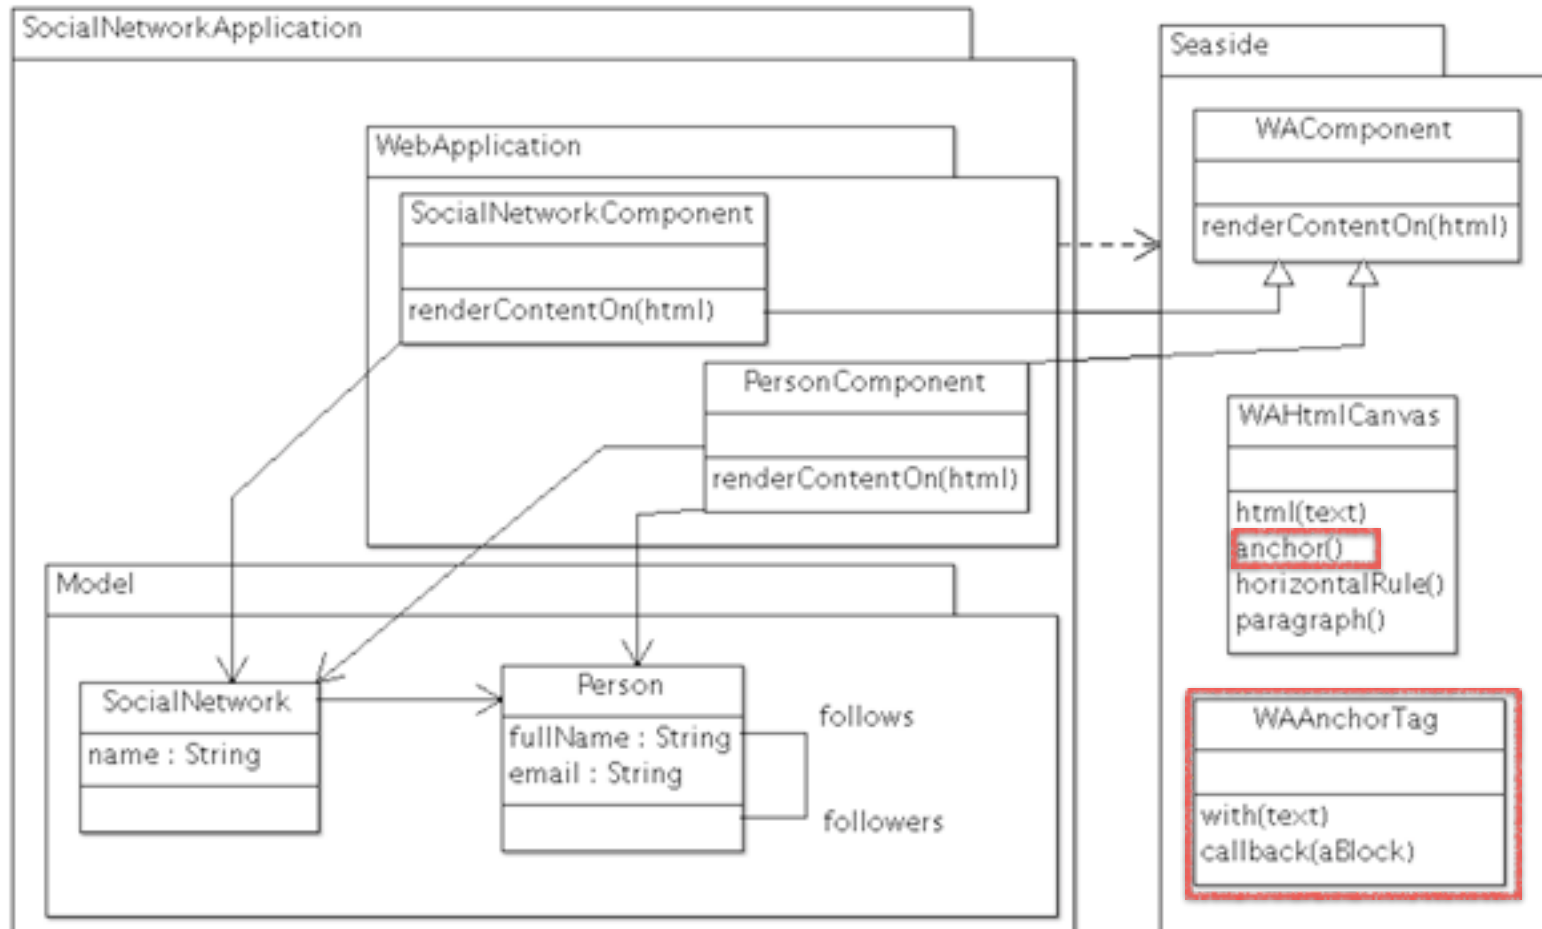 SocialNetworkApplication
WebApplication
SocialNetworkComponent
renderContentOn(html)
PersonComponent
renderContentOn(html)
Model
SocialNetwork
name : String
Person
fullName : String
email : String
follows
followers
Seaside
WAComponent
renderContentOn(html)
WAHtmlCanvas
html(text)
anchor()
horizontalRule()
paragraph()
WAAnchorTag
with(text)
callback(aBlock)